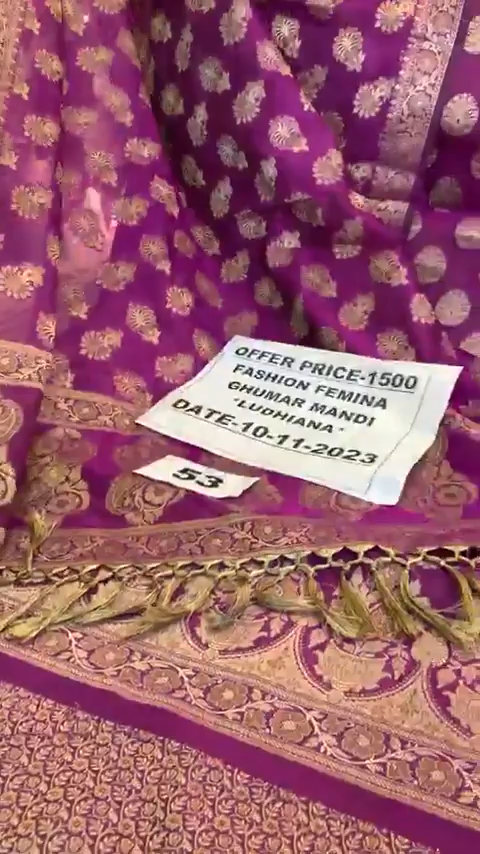 OFFER PRICE-1500
FASHION FEMINA
GHUMAR MANDI
"LUDHIANA"
DATE-10-11-2023
53